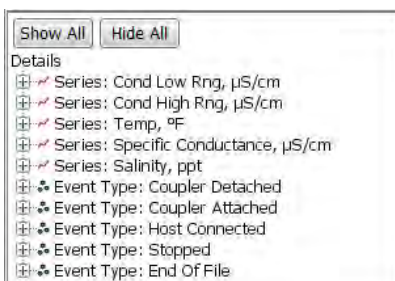 Show All Hide All
Details
Series: Cond Low Rng, µS/cm
Series: Cond High Rng, µS/cm
Series: Temp, ºF
Series: Specific Conductance, µS/cm
Series: Salinity, ppt
Event Type: Coupler Detached
Event Type: Coupler Attached
Event Type: Host Connected
Event Type: Stopped
Event Type: End Of File